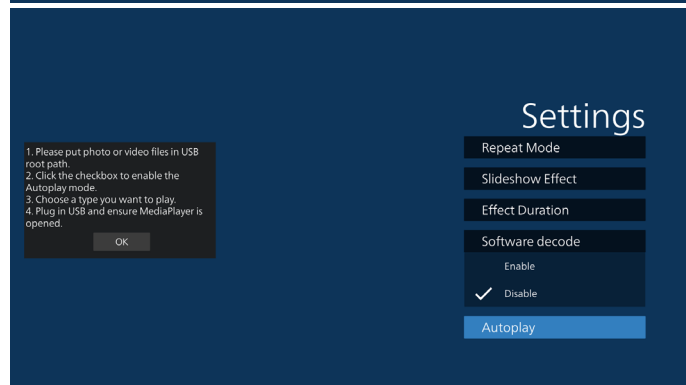 Settings
1. Please put photo or video files in USB
root path.
2. Click the checkbox to enable the
Autoplay mode.
3. Choose a type you want to play.
4. Plug in USB and ensure MediaPlayer is
opened.
OK
Repeat Mode
Slideshow Effect
Effect Duration
Software decode
Enable
Disable
Autoplay